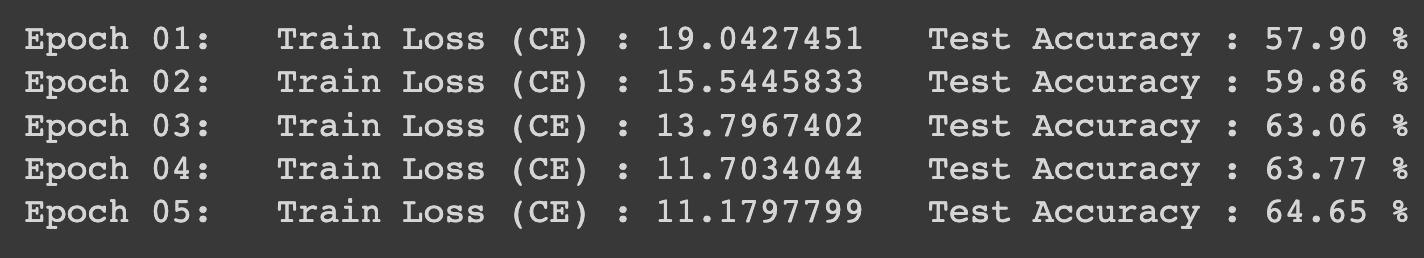 Epoch 01:   Train Loss (CE) : 19.0427451   Test Accuracy : 57.90 %
Epoch 02:   Train Loss (CE) : 15.5445833   Test Accuracy : 59.86 %
Epoch 03:   Train Loss (CE) : 13.7967402   Test Accuracy : 63.06 %
Epoch 04:   Train Loss (CE) : 11.7034044   Test Accuracy : 63.77 %
Epoch 05:   Train Loss (CE) : 11.1797799   Test Accuracy : 64.65 %